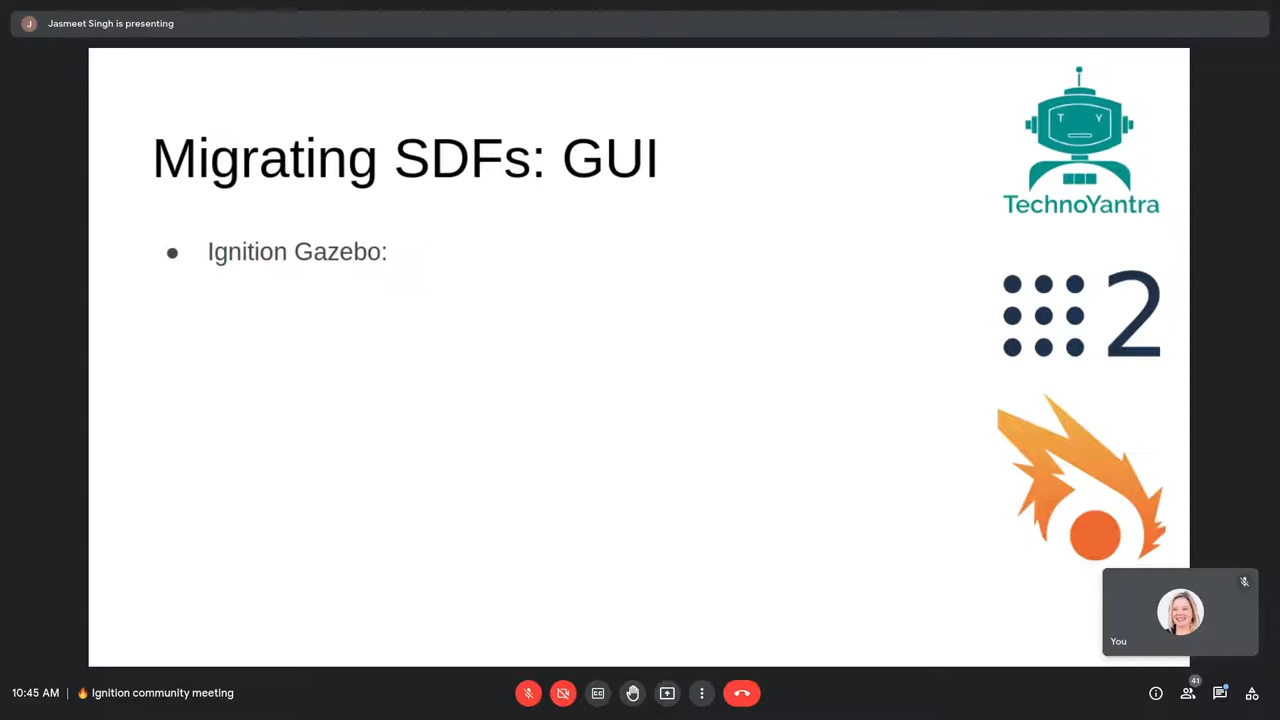 J Jasmeet Singh is presenting
Migrating SDFs: GUI
● Ignition Gazebo:
T Y
TechnoYantra
2
You
10:45 AM | 🔥 Ignition community meeting
CC
41